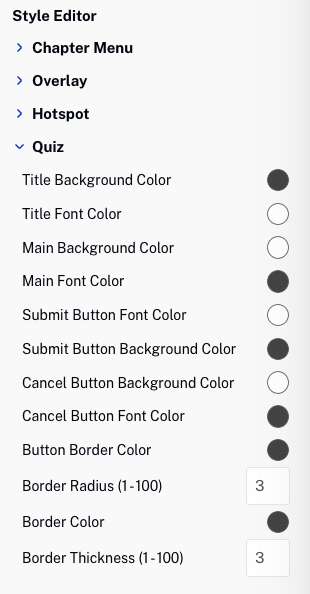 Style Editor
Chapter Menu
Overlay
Hotspot
Quiz
Title Background Color
Title Font Color
Main Background Color
Main Font Color
Submit Button Font Color
Submit Button Background Color
Cancel Button Background Color
Cancel Button Font Color
Button Border Color
Border Radius (1-100) 3
Border Color
Border Thickness (1-100) 3